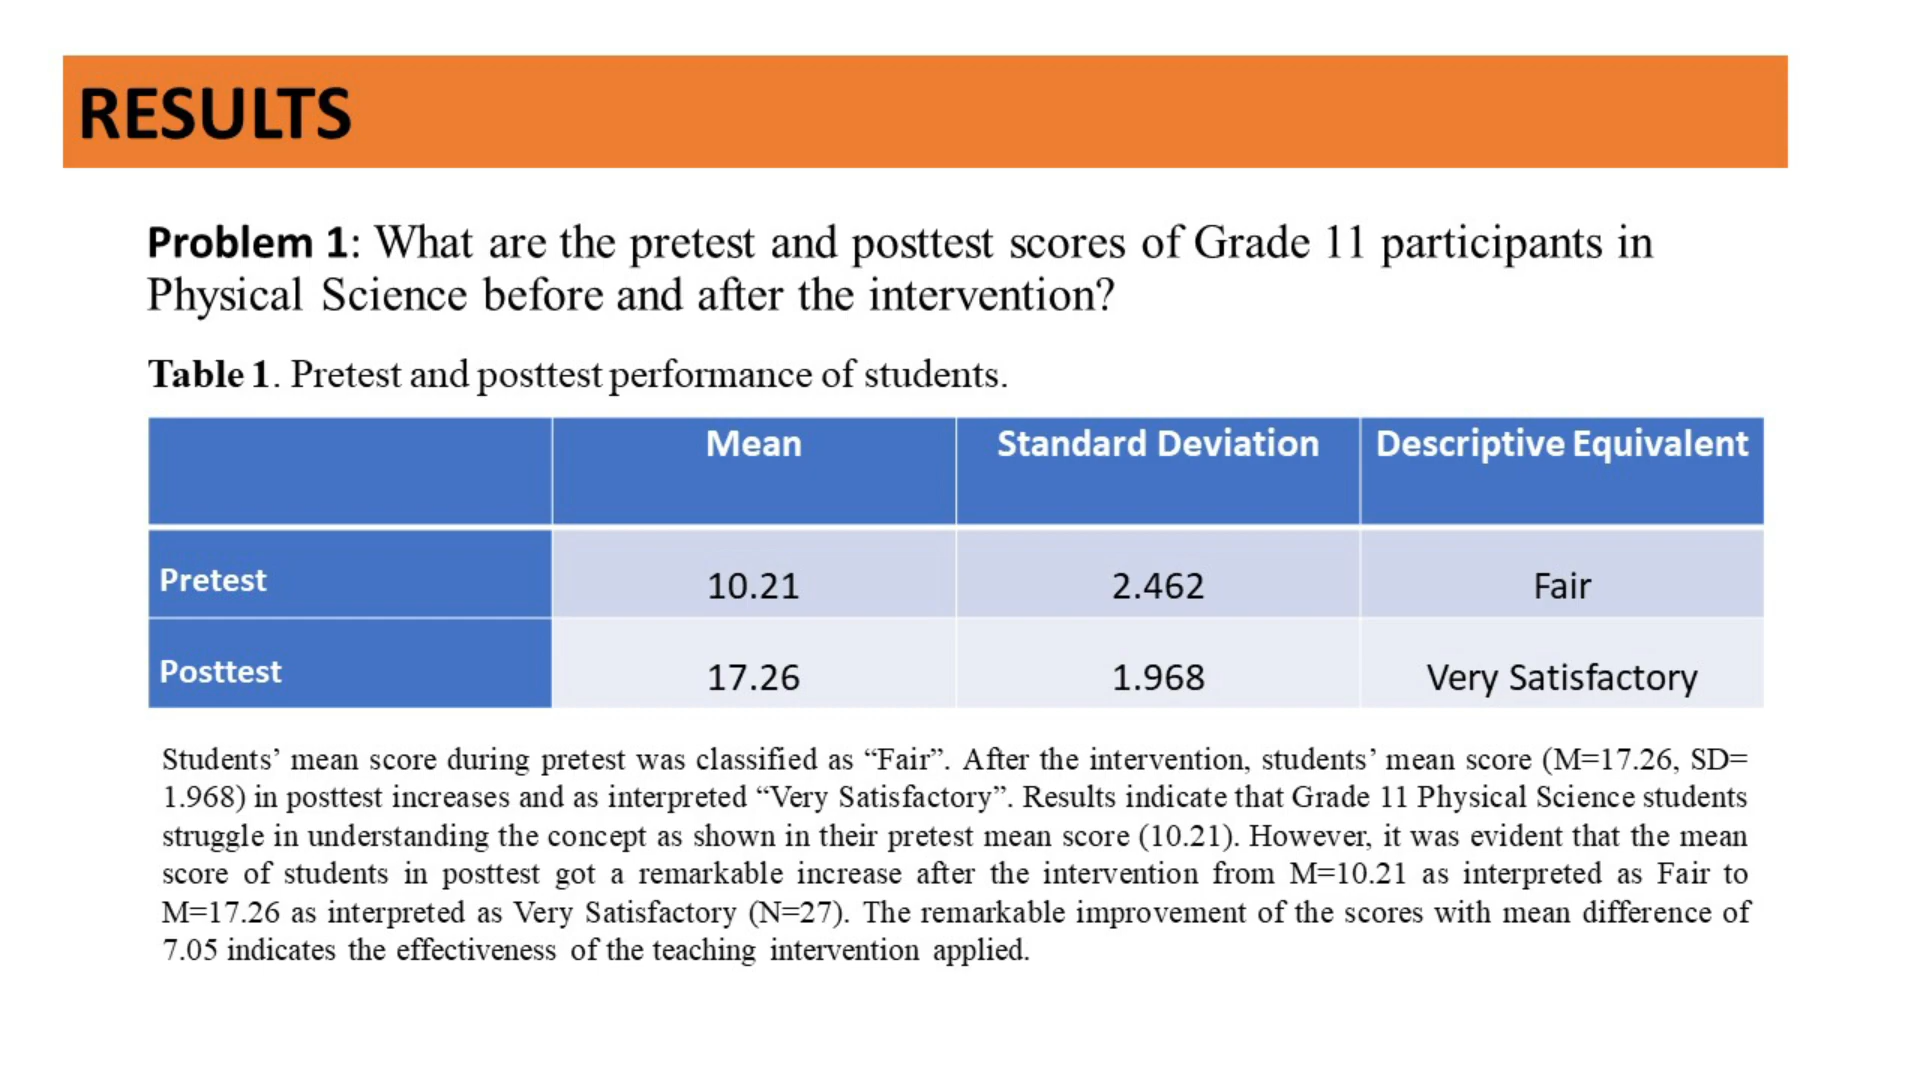 RESULTS
Problem 1: What are the pretest and posttest scores of Grade 11 participants in
Physical Science before and after the intervention?
Table 1. Pretest and posttest performance of students.
Mean Standard Deviation Descriptive Equivalent
Pretest 10.21 2.462 Fair
Posttest 17.26 1.968 Very Satisfactory
Students’ mean score during pretest was classified as “Fair”. After the intervention, students’ mean score (M=17.26, SD=
1.968) in posttest increases and as interpreted “Very Satisfactory”. Results indicate that Grade 11 Physical Science students
struggle in understanding the concept as shown in their pretest mean score (10.21). However, it was evident that the mean
score of students in posttest got a remarkable increase after the intervention from M=10.21 as interpreted as Fair to
M=17.26 as interpreted as Very Satisfactory (N=27). The remarkable improvement of the scores with mean difference of
7.05 indicates the effectiveness of the teaching intervention applied.